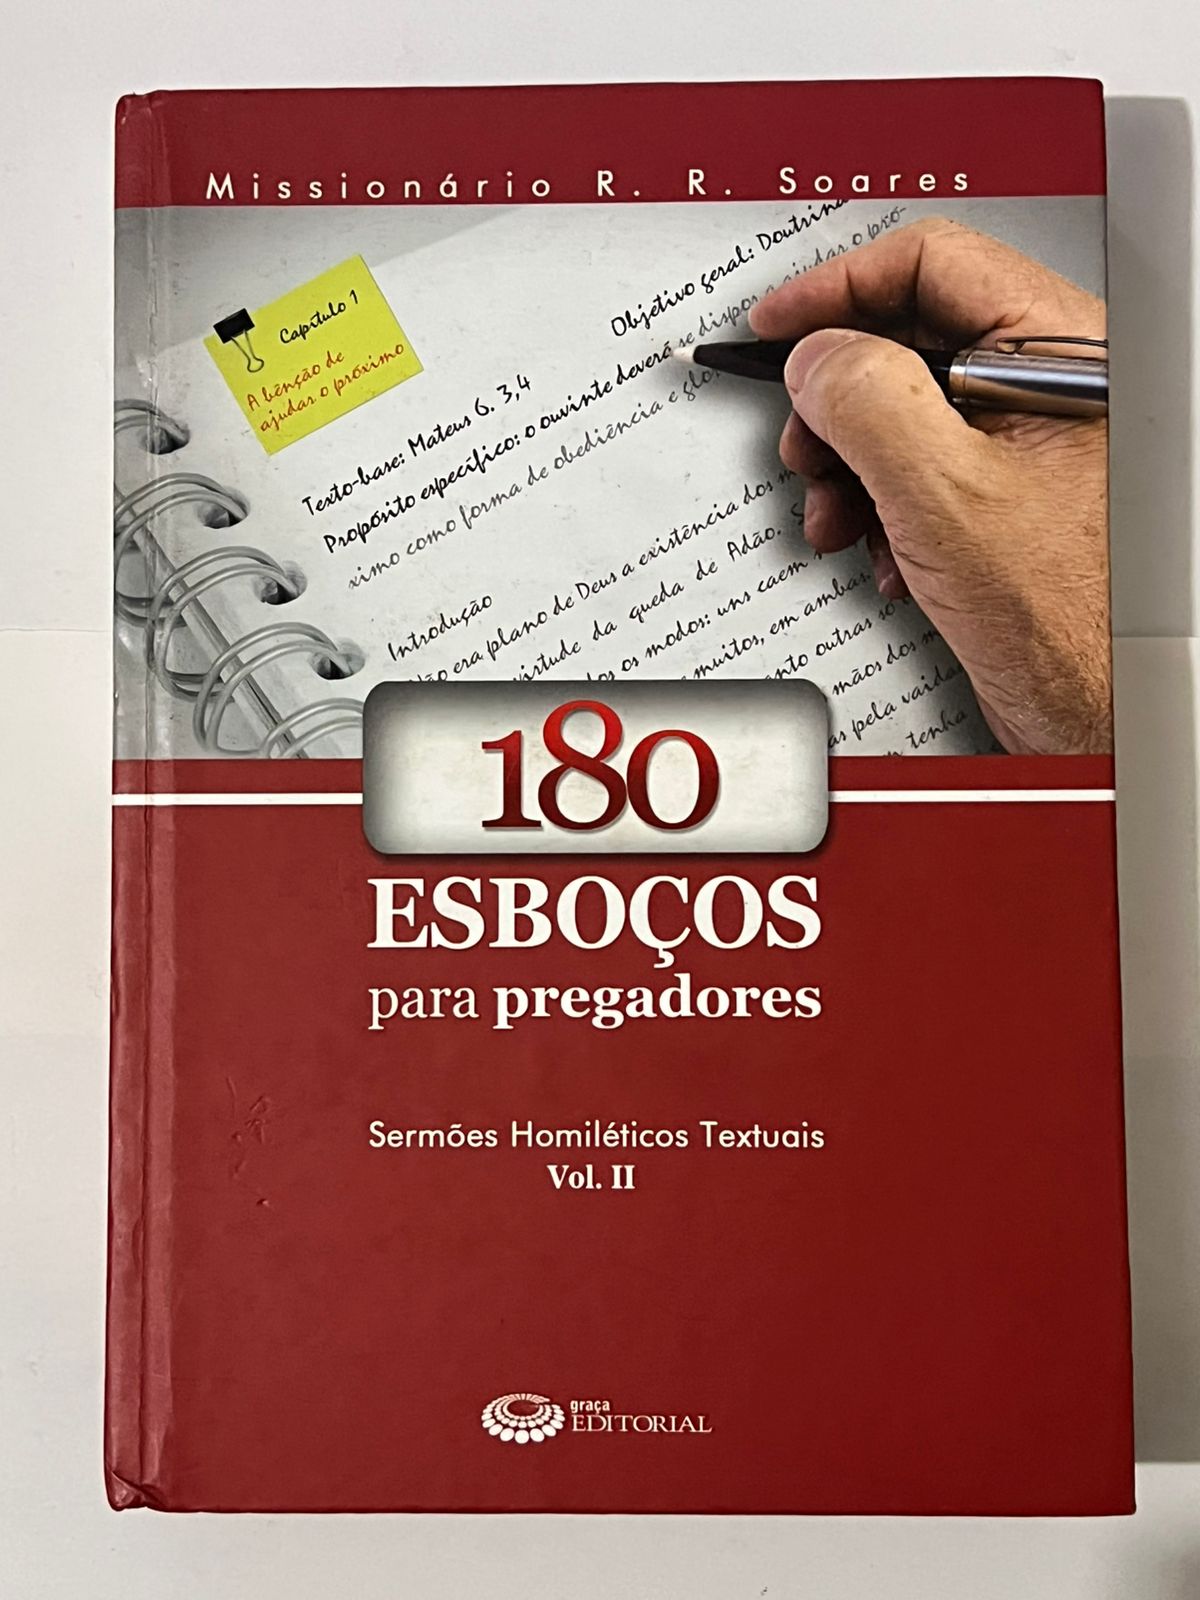 Missionário R. R. Soares
Capítulo 1
A bênção de
ajudar o próximo
Objetivo geral: Doutrina
Texto-base: Mateus 6. 3,4
Propósito específico: o ouvinte deverá se dispor a ajudar o pró-
ximo como forma de obediência e
Introdução
era plano de Deus a existência dos
virtude da queda de Adão.
os modos: uns caem
muitos, em ambas
outras só
mãos dos
pela
tenha
180
ESBOÇOS
para pregadores
Sermões Homiléticos Textuais
Vol. II
graça
EDITORIAL